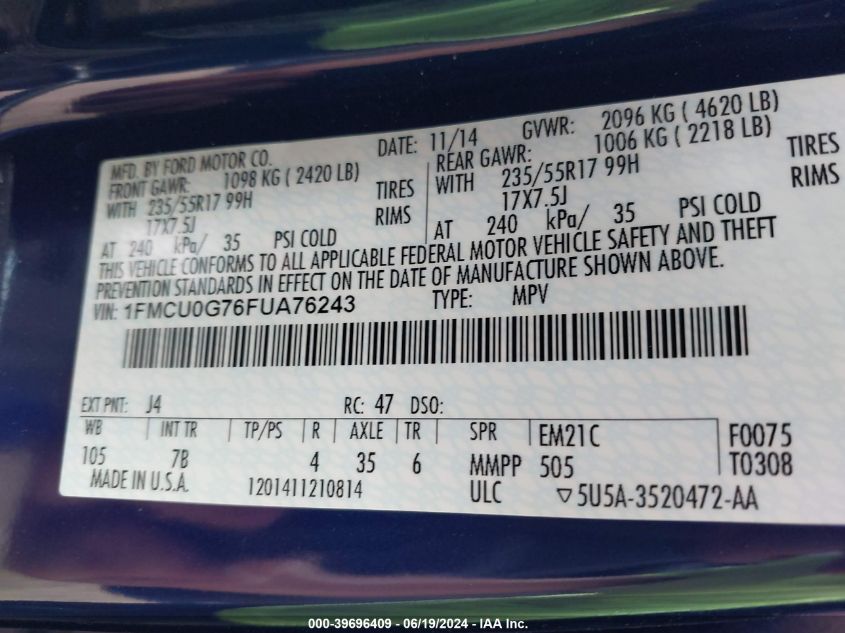 MFD. BY FORD MOTOR CO. DATE: 11/14 GVWR: 2096 KG ( 4620 LB)
FRONT GAWR: 1098 KG ( 2420 LB) REAR GAWR: 1006 KG ( 2218 LB)
WITH 235/55R17 99H TIRES WITH 235/55R17 99H TIRES
17X7.5J RIMS 17X7.5J RIMS
AT 240 kPa/ 35 PSI COLD AT 240 kPa/ 35 PSI COLD
THIS VEHICLE CONFORMS TO ALL APPLICABLE FEDERAL MOTOR VEHICLE SAFETY AND THEFT
PREVENTION STANDARDS IN EFFECT ON THE DATE OF MANUFACTURE SHOWN ABOVE.
VIN: 1FMCU0G76FUA76243 TYPE: MPV
EXT PNT: J4 RC: 47 DSO:
WB INT TR TP/PS R AXLE TR SPR EM21C F0075
105 7B 4 35 6 MMPP 505 T0308
MADE IN U.S.A. 1201411210814 ULC ▽5U5A-3520472-AA
000-39696409 - 06/19/2024 - IAA Inc.